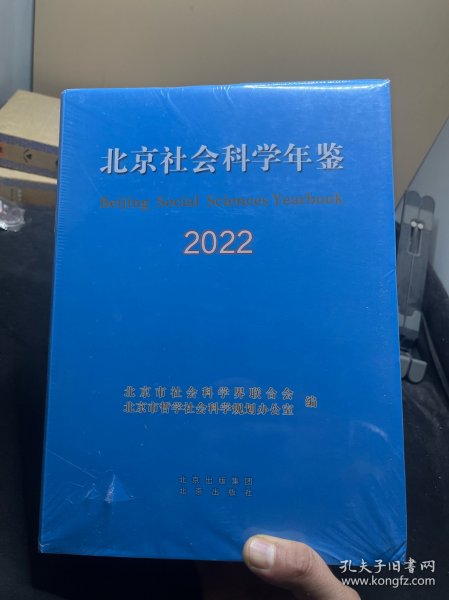 北京社会科学年鉴
Beijing Social Sciences Yearbook
2022
北京市社会科学界联合会
北京市哲学社会科学规划办公室
编
北京出版集团
北京出版社
孔夫子旧书网
www.kongfz.com